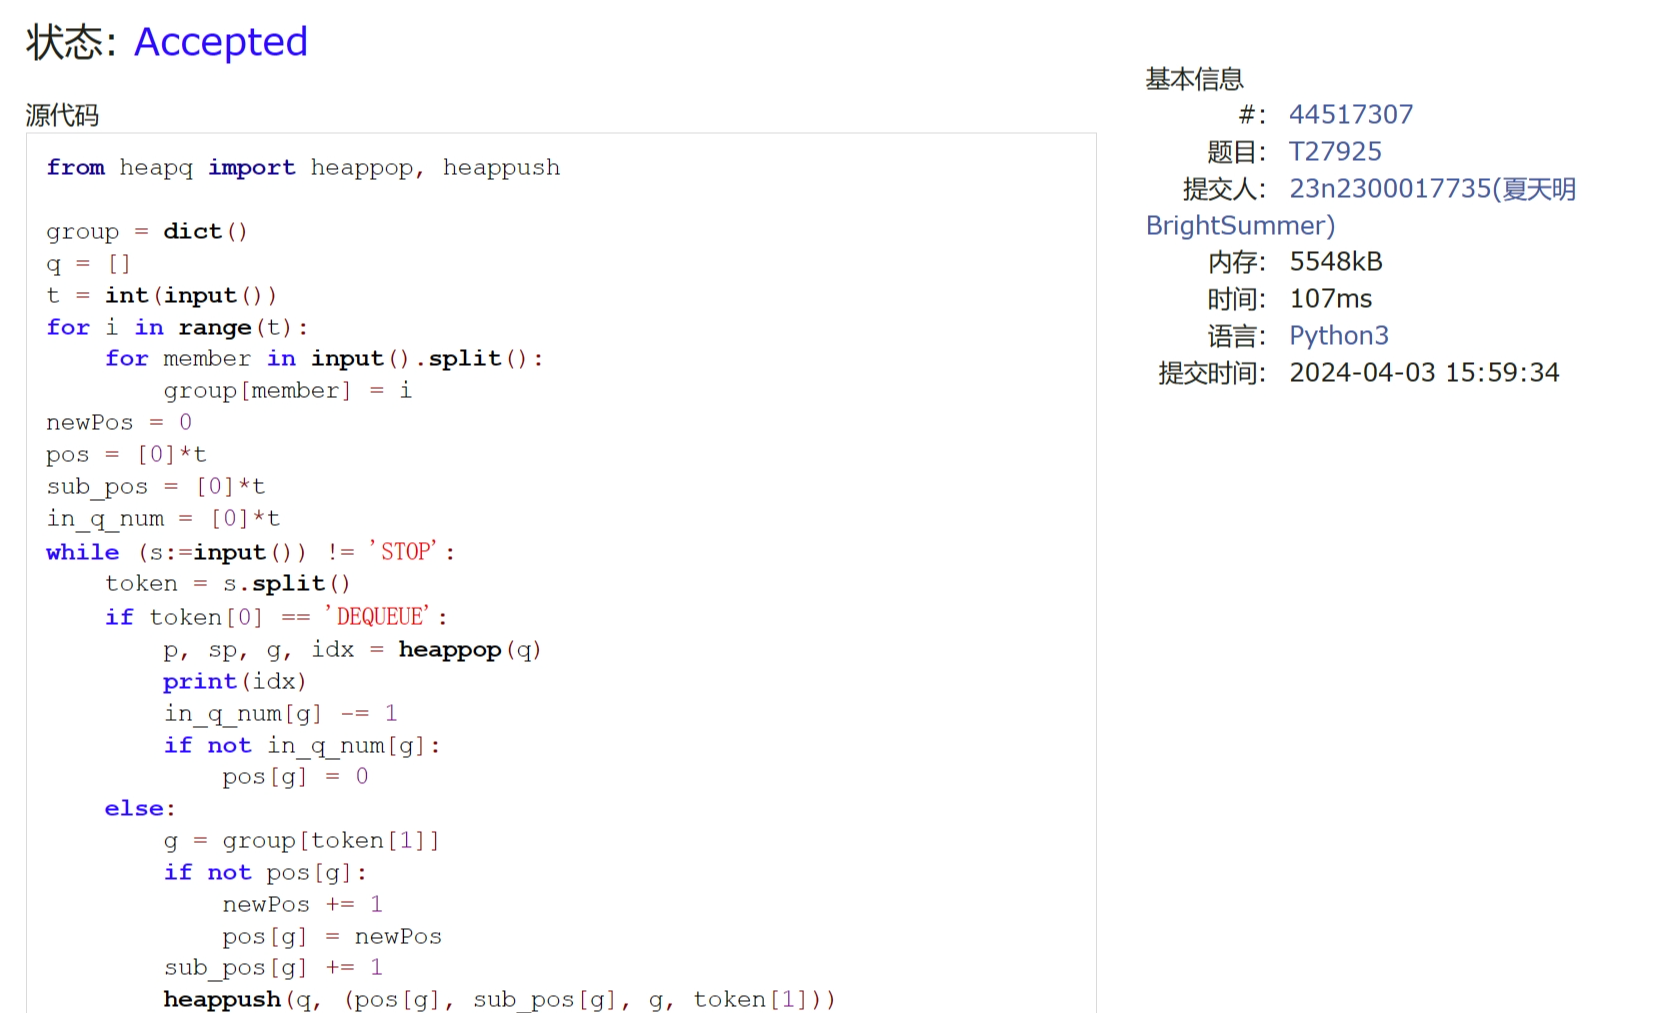 状态: Accepted
源代码
from heapq import heappop, heappush
group = dict()
q = []
t = int(input())
for i in range(t):
    for member in input().split():
        group[member] = i
newPos = 0
pos = [0]*t
sub_pos = [0]*t
in_q_num = [0]*t
while (s:=input()) != 'STOP':
    token = s.split()
    if token[0] == 'DEQUEUE':
        p, sp, g, idx = heappop(q)
        print(idx)
        in_q_num[g] -= 1
        if not in_q_num[g]:
            pos[g] = 0
    else:
        g = group[token[1]]
        if not pos[g]:
            newPos += 1
            pos[g] = newPos
        sub_pos[g] += 1
        heappush(q, (pos[g], sub_pos[g], g, token[1]))
基本信息
#: 44517307
题目: T27925
提交人: 23n2300017735(夏天明
BrightSummer)
内存: 5548kB
时间: 107ms
语言: Python3
提交时间: 2024-04-03 15:59:34